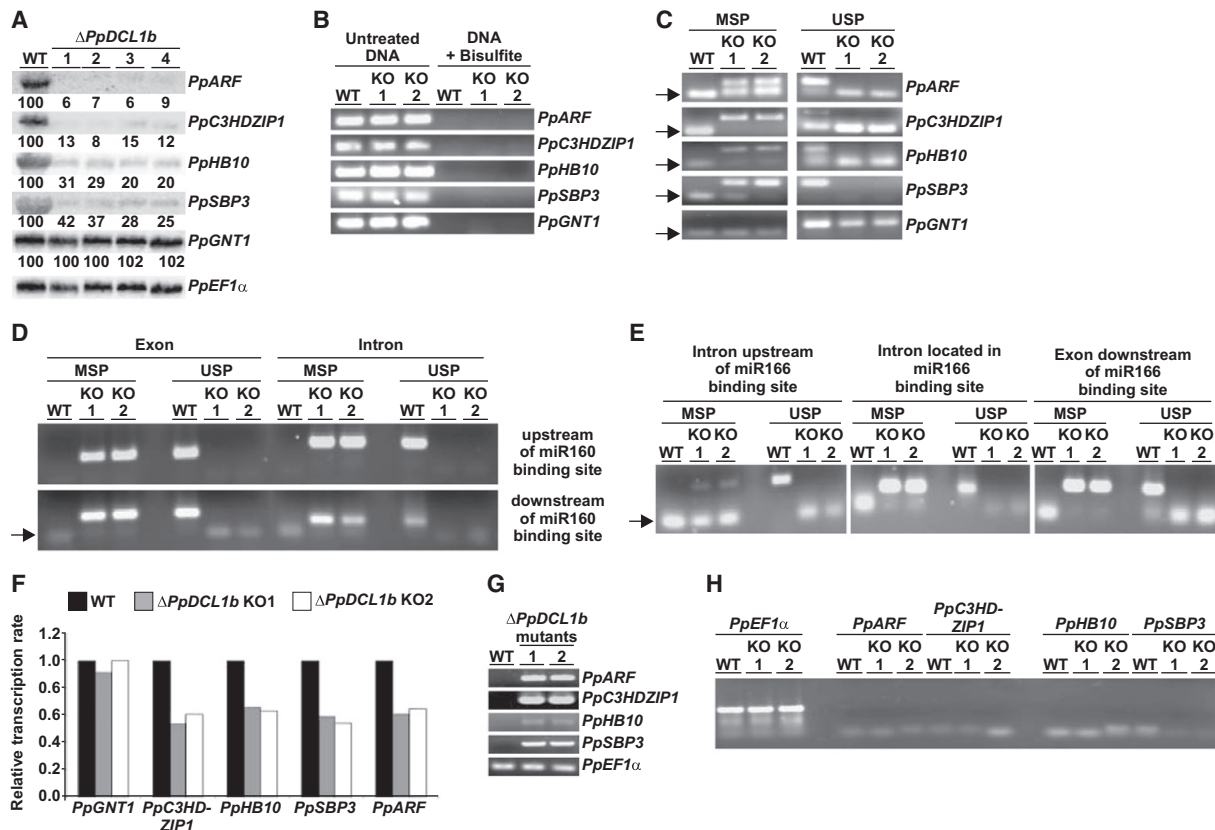 A
ΔPpDCL1b
WT 1 2 3 4
PpARF
100 6 7 6 9
PpC3HDZIP1
100 13 8 15 12
PpHB10
100 31 29 20 20
PpSBP3
100 42 37 28 25
PpGNT1
100 100 100 102 102
PpEF1α
B
Untreated DNA
DNA + Bisulfite
KO KO KO KO
WT 1 2 WT 1 2
PpARF
PpC3HDZIP1
PpHB10
PpSBP3
PpGNT1
C
MSP USP
KO KO KO KO
WT 1 2 WT 1 2
PpARF
PpC3HDZIP1
PpHB10
PpSBP3
PpGNT1
D
Exon Intron
MSP USP MSP USP
KO KO KO KO KO KO KO KO
WT 1 2 WT 1 2 WT 1 2 WT 1 2
upstream
of miR160
binding site
downstream
of miR160
binding site
E
Intron upstream
of miR166
binding site
Intron located in
miR166
binding site
Exon downstream
of miR166
binding site
MSP USP MSP USP MSP USP
KO KO KO KO KO KO KO KO KO KO KO KO
WT 1 2 WT 1 2 WT 1 2 WT 1 2 WT 1 2 WT 1 2
F
WT ΔPpDCL1b KO1 ΔPpDCL1b KO2
Relative transcription rate
1.4
1.2
1.0
0.8
0.6
0.4
0.2
0.0
PpGNT1 PpC3HD-ZIP1 PpHB10 PpSBP3 PpARF
G
ΔPpDCL1b
mutants
WT 1 2
PpARF
PpC3HDZIP1
PpHB10
PpSBP3
PpEF1α
H
PpEF1α PpARF PpC3HD-ZIP1 PpHB10 PpSBP3
KO KO KO KO KO KO KO KO KO KO
WT 1 2 WT 1 2 WT 1 2 WT 1 2 WT 1 2